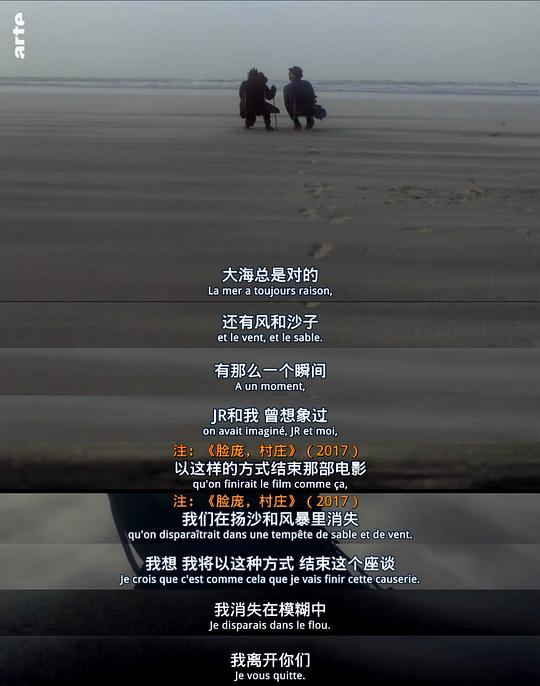 arte
大海总是对的
La mer a toujours raison,
还有风和沙子
et le vent, et le sable.
有那么一个瞬间
A un moment,
JR和我 曾想象过
on avait imaginé, JR et moi,
注：《脸庞，村庄》（2017）
以这样的方式结束那部电影
qu'on finirait le film comme ça,
注：《脸庞，村庄》（2017）
我们在扬沙和风暴里消失
qu'on disparaîtrait dans une tempête de sable et de vent.
我想 我将以这种方式 结束这个座谈
Je crois que c'est comme cela que je vais finir cette causerie.
我消失在模糊中
Je disparais dans le flou.
我离开你们
Je vous quitte.